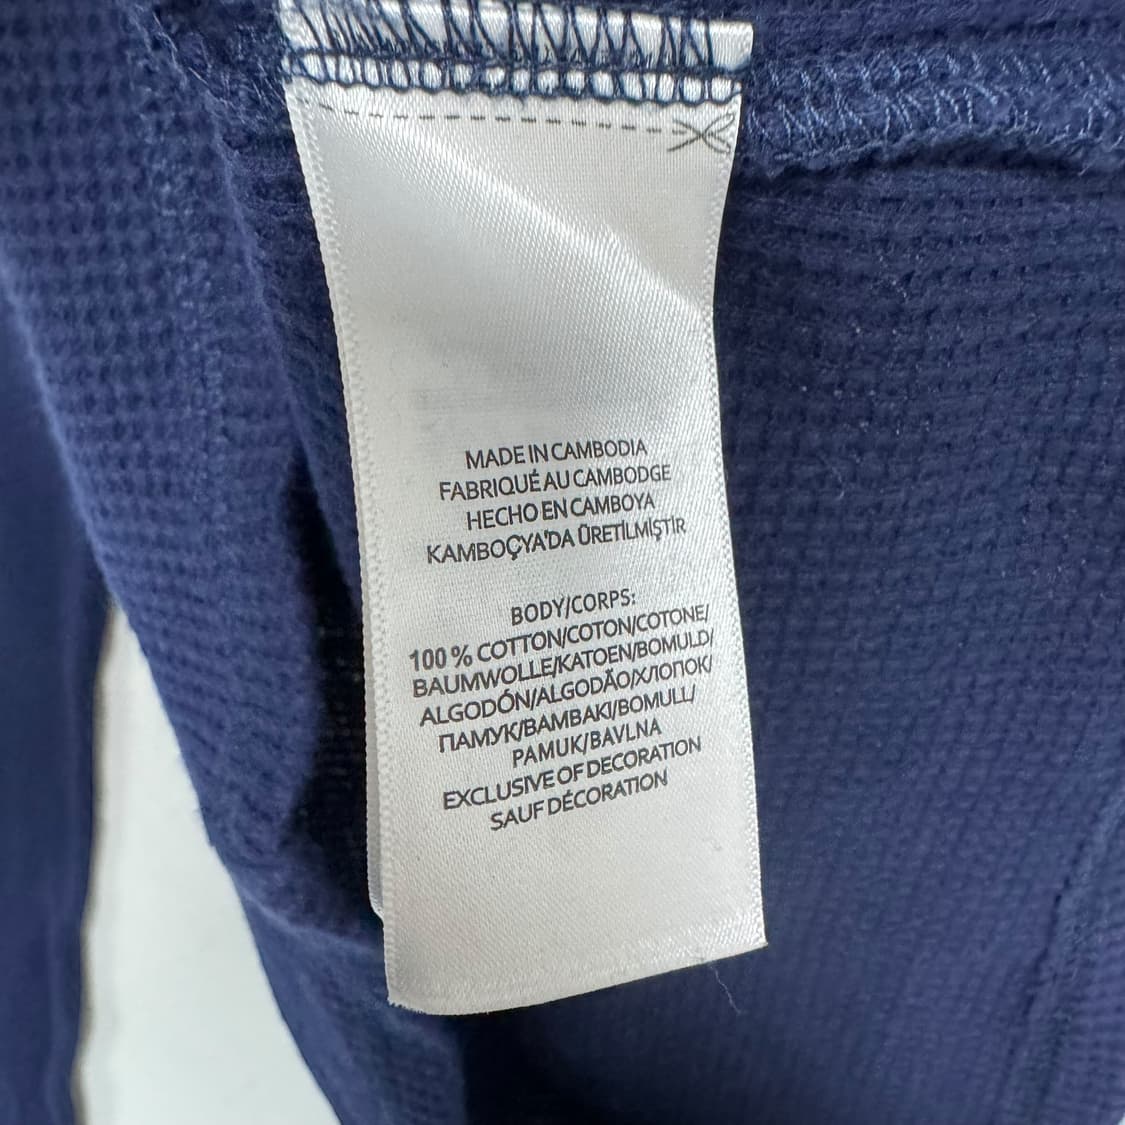 MADE IN CAMBODIA
FABRIQUÉ AU CAMBODGE
HECHO EN CAMBOYA
KAMBOÇYA'DA ÜRETİLMİŞTİR
BODY/CORPS:
100 % COTTON/COTON/COTONE/
BAUMWOLLE/KATOEN/BOMULD/
ALGODÓN/ALGODÃO/ХЛОПОК/
ПАМУК/BAMBAKI/BOMULL/
PAMUK/BAVLNA
EXCLUSIVE OF DECORATION
SAUF DÉCORATION